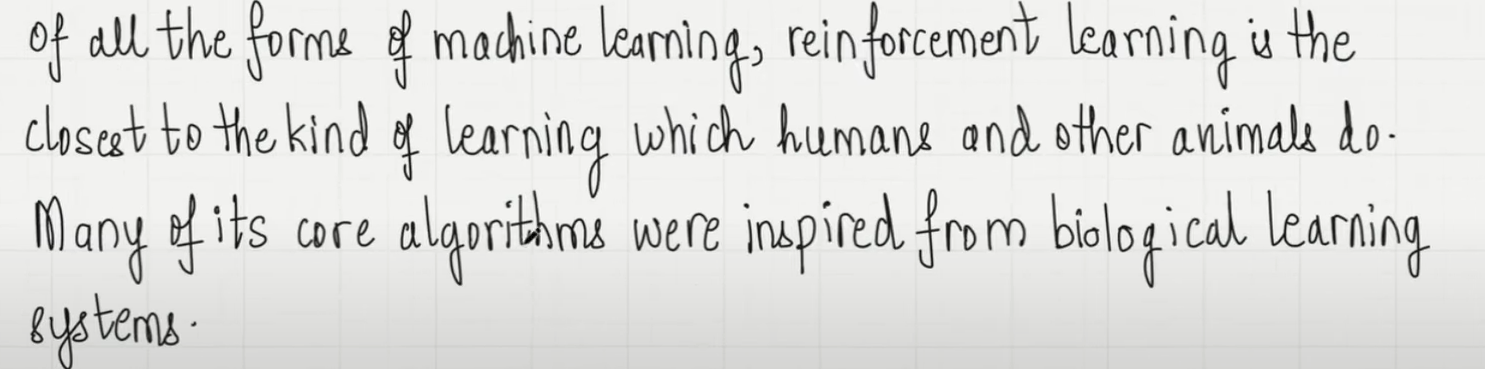 Of all the forms of machine learning, reinforcement learning is the
closest to the kind of learning which humans and other animals do.
Many of its core algorithms were inspired from biological learning
systems.